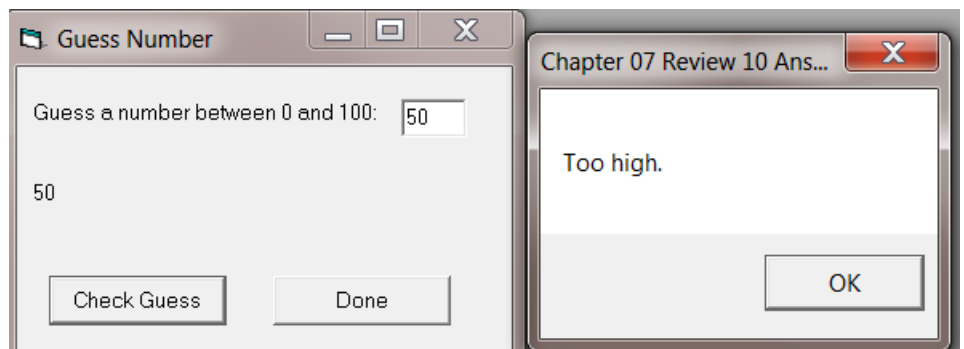 Guess Number
Guess a number between 0 and 100: 50
50
Check Guess Done
Chapter 07 Review 10 Ans...
Too high.
OK